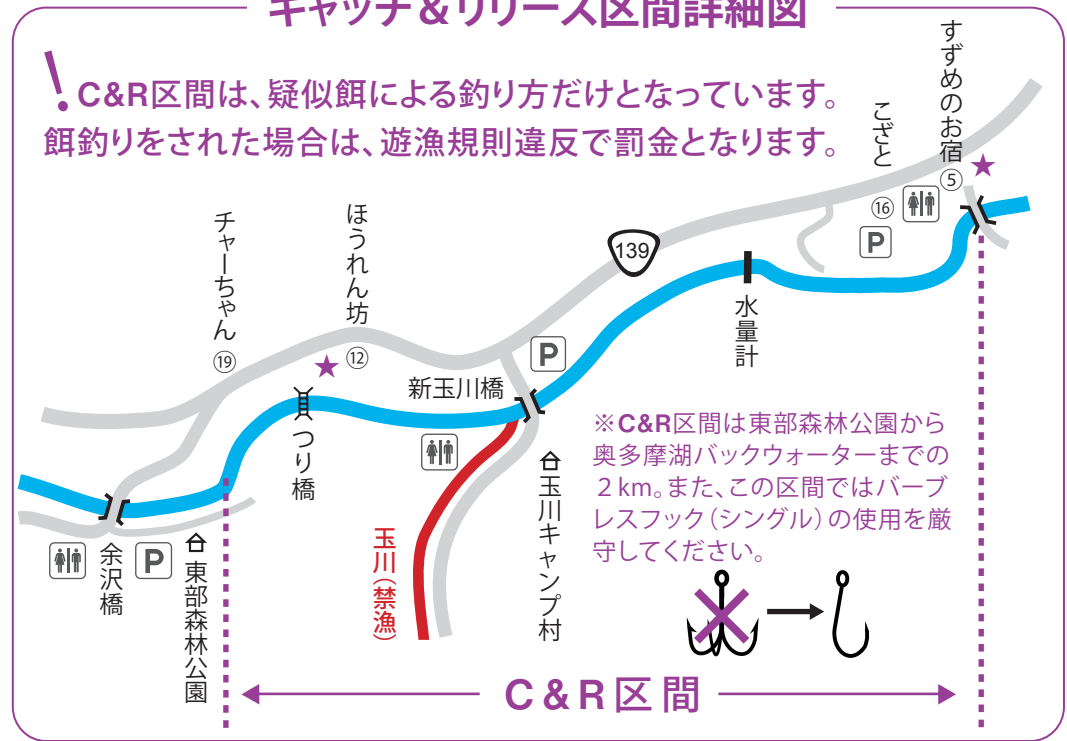 キャッチ&リリース区間詳細図
! C&R区間は、疑似餌による釣り方だけとなっています。
餌釣りをされた場合は、遊漁規則違反で罰金となります。
すずめのお宿
⑤
こざと
⑯
P
139
ほうれん坊
⑫
チャーちゃん
⑲
水量計
P
新玉川橋
つり橋
※C&R区間は東部森林公園から
奥多摩湖バックウォーターまでの
2km。また、この区間ではバーブ
レスフック(シングル)の使用を厳
守してください。
玉川キャンプ村
玉川(禁漁)
余沢橋
P
東部森林公園
C&R区間